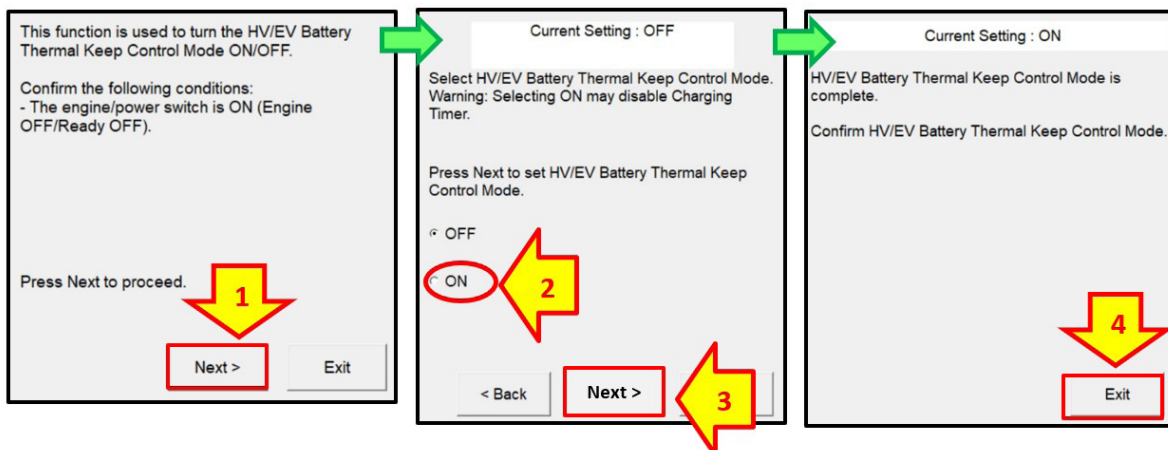 This function is used to turn the HV/EV Battery
Thermal Keep Control Mode ON/OFF.
Confirm the following conditions:
- The engine/power switch is ON (Engine
OFF/Ready OFF).
Press Next to proceed.
1
Next >
Exit
Current Setting : OFF
Select HV/EV Battery Thermal Keep Control Mode.
Warning: Selecting ON may disable Charging
Timer.
Press Next to set HV/EV Battery Thermal Keep
Control Mode.
OFF
ON
2
< Back
Next >
3
Current Setting : ON
HV/EV Battery Thermal Keep Control Mode is
complete.
Confirm HV/EV Battery Thermal Keep Control Mode.
4
Exit